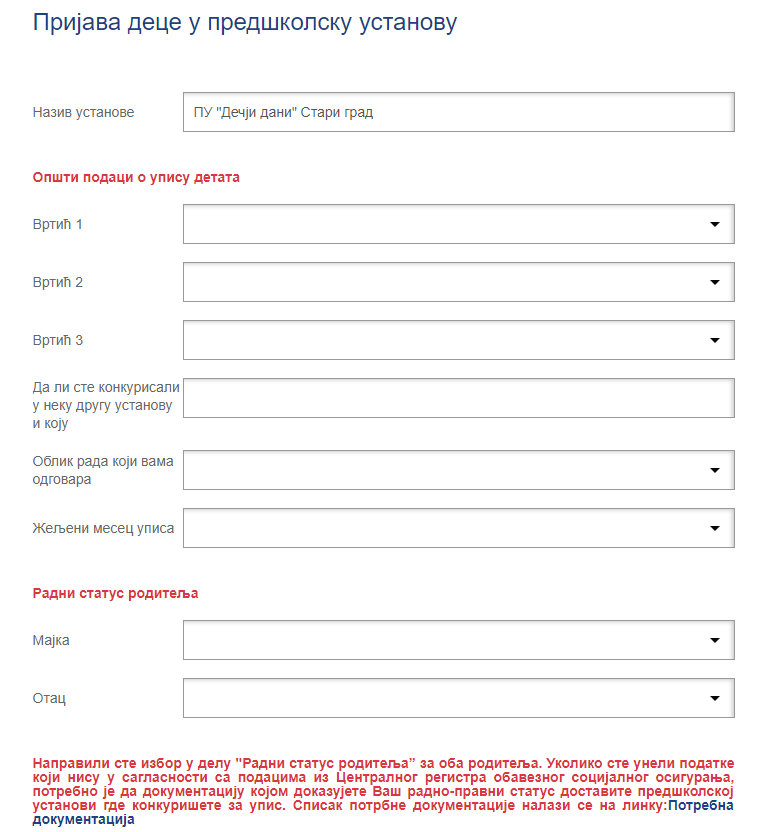 Пријава деце у предшколску установу
Назив установе
ПУ "Дечји дани" Стари град
Општи подаци о упису детата
Вртић 1
Вртић 2
Вртић 3
Да ли сте конкурисали
у неку другу установу
и коју
Облик рада који вама
одговара
Жељени месец уписа
Радни статус родитеља
Мајка
Отац
Направили сте избор у делу "Радни статус родитеља” за оба родитеља. Уколико сте унели податке
који нису у сагласности са подацима из Централног регистра обавезног социјалног осигурања,
потребно је да документацију којом доказујете Ваш радно-правни статус доставите предшколској
установи где конкуришете за упис. Списак потрбне документације налази се на линку:Потребна
документација